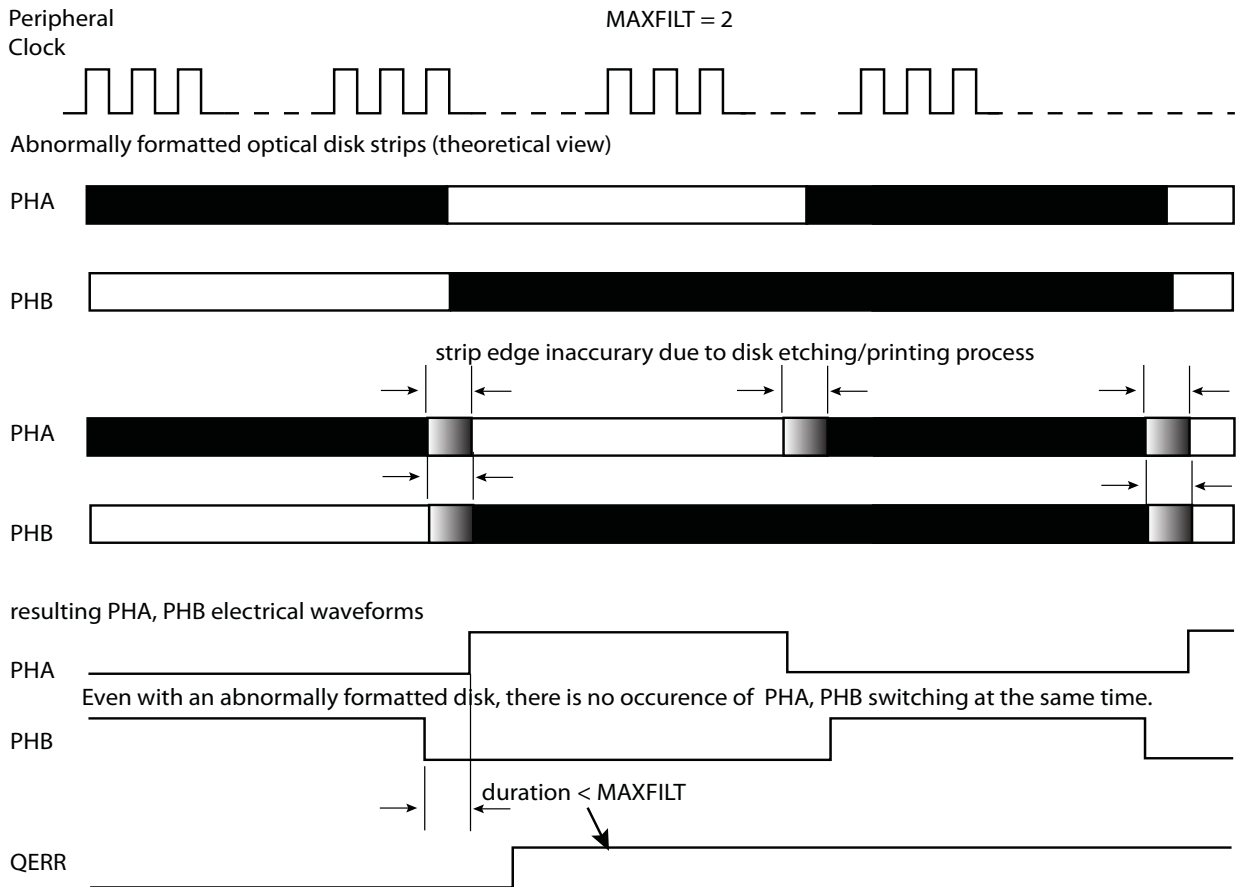 Peripheral
Clock
MAXFILT = 2
Abnormally formatted optical disk strips (theoretical view)
PHA
PHB
strip edge inaccurary due to disk etching/printing process
PHA
PHB
resulting PHA, PHB electrical waveforms
PHA
Even with an abnormally formatted disk, there is no occurence of PHA, PHB switching at the same time.
PHB
duration < MAXFILT
QERR